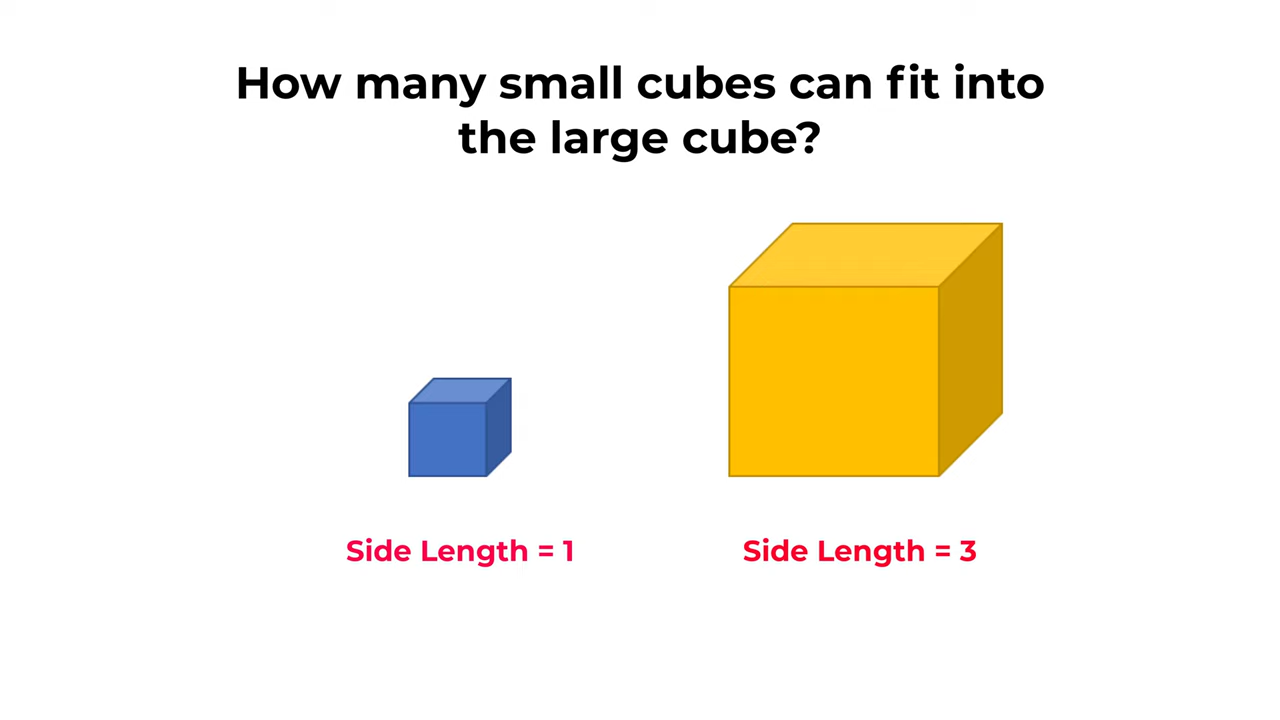 How many small cubes can fit into
the large cube?
Side Length = 1
Side Length = 3